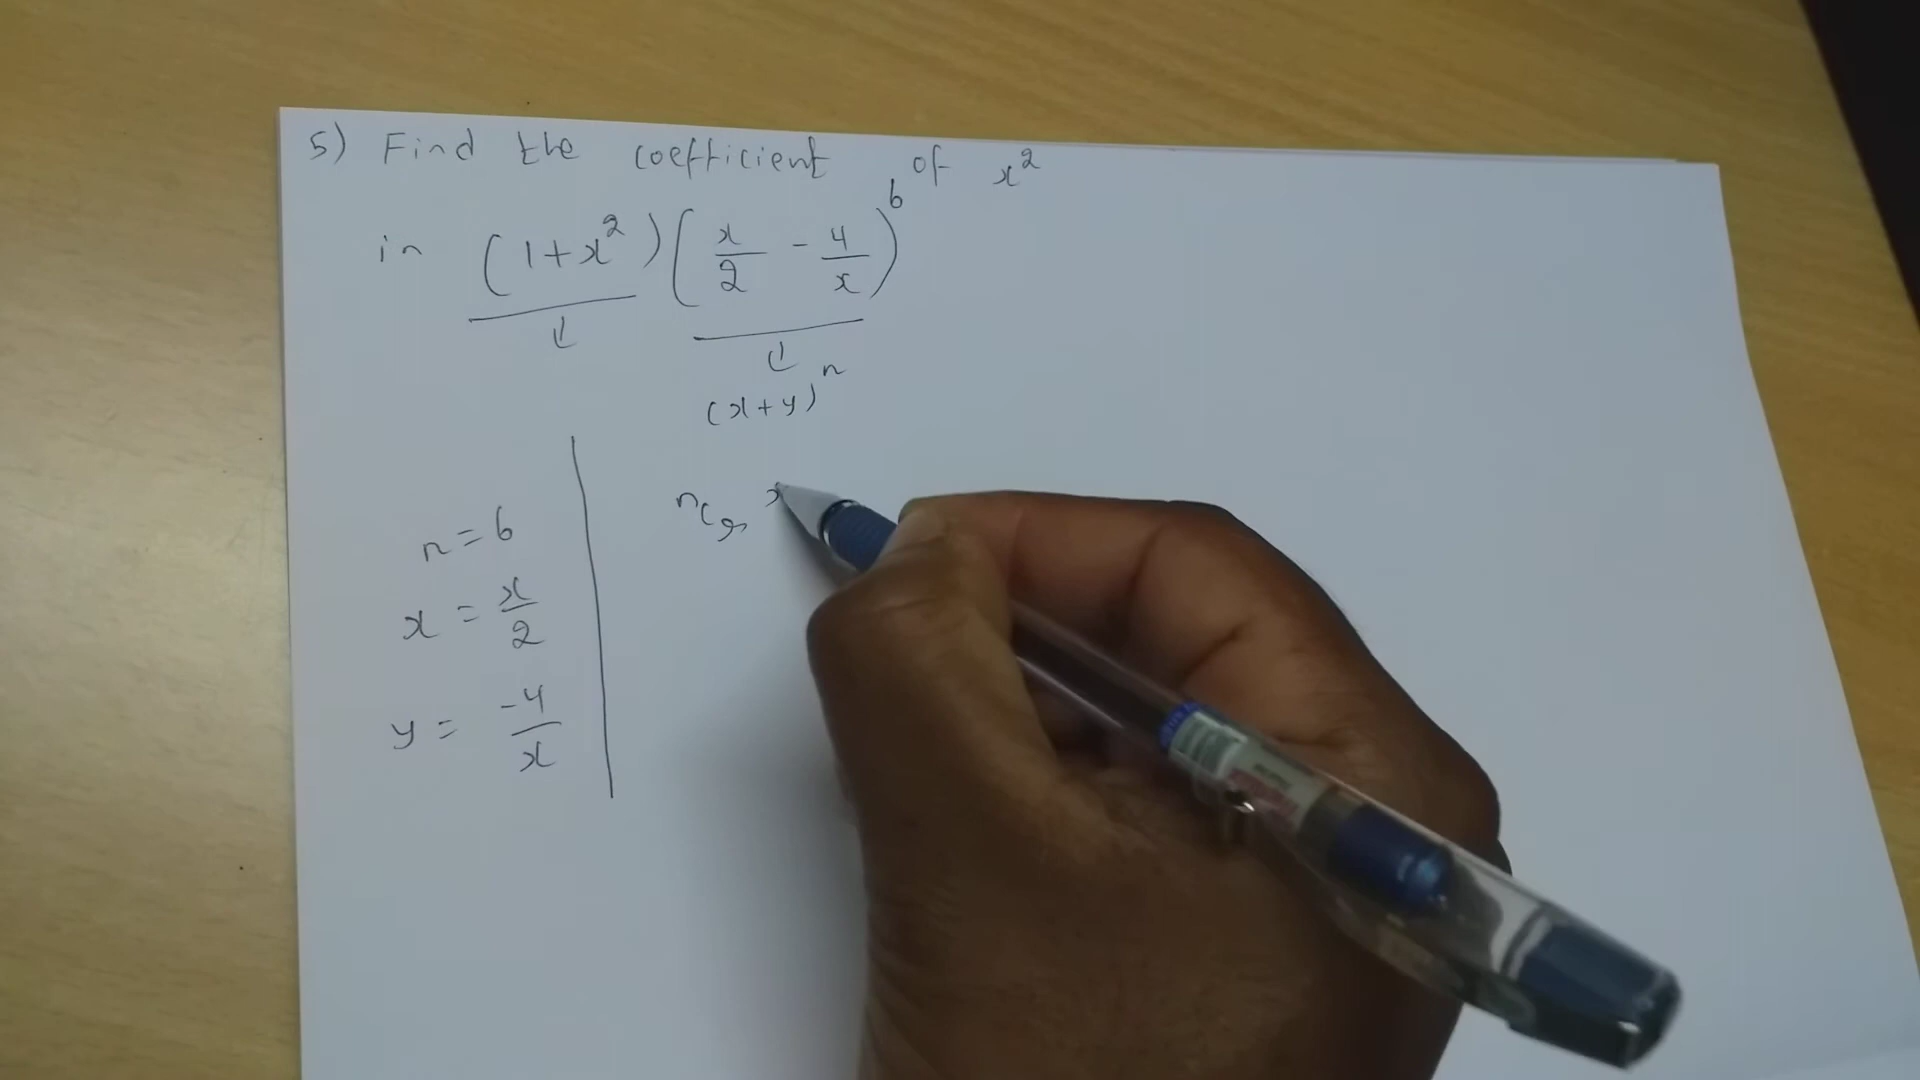 5) Find the coefficient of x²
in (1+x²)(x/2 - 4/x)⁶
(x+y)ⁿ
n=6
x = x/2
y = -4/x
ⁿCᵣ x